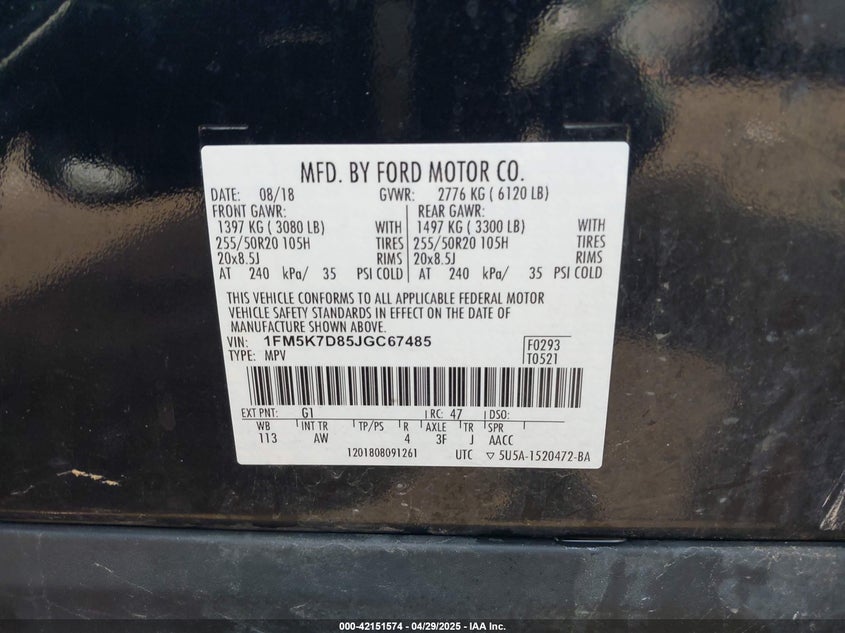 MFD. BY FORD MOTOR CO.
DATE: 08/18 GVWR: 2776 KG ( 6120 LB)
FRONT GAWR: REAR GAWR:
1397 KG ( 3080 LB) WITH 1497 KG ( 3300 LB) WITH
255/50R20 105H TIRES 255/50R20 105H TIRES
20x8.5J RIMS 20x8.5J RIMS
AT 240 kPa/ 35 PSI COLD AT 240 kPa/ 35 PSI COLD
THIS VEHICLE CONFORMS TO ALL APPLICABLE FEDERAL MOTOR
VEHICLE SAFETY STANDARDS IN EFFECT ON THE DATE OF
MANUFACTURE SHOWN ABOVE.
VIN: 1FM5K7D85JGC67485 F0293
TYPE: MPV T0521
EXT PNT: G1 RC: 47 DSO:
WB INT TR TP/PS R AXLE TR SPR
113 AW 4 3F J AACC
1201808091261 UTC ▽ 5U5A-1520472-BA
000-42151574 | 04/29/2025 - IAA Inc.